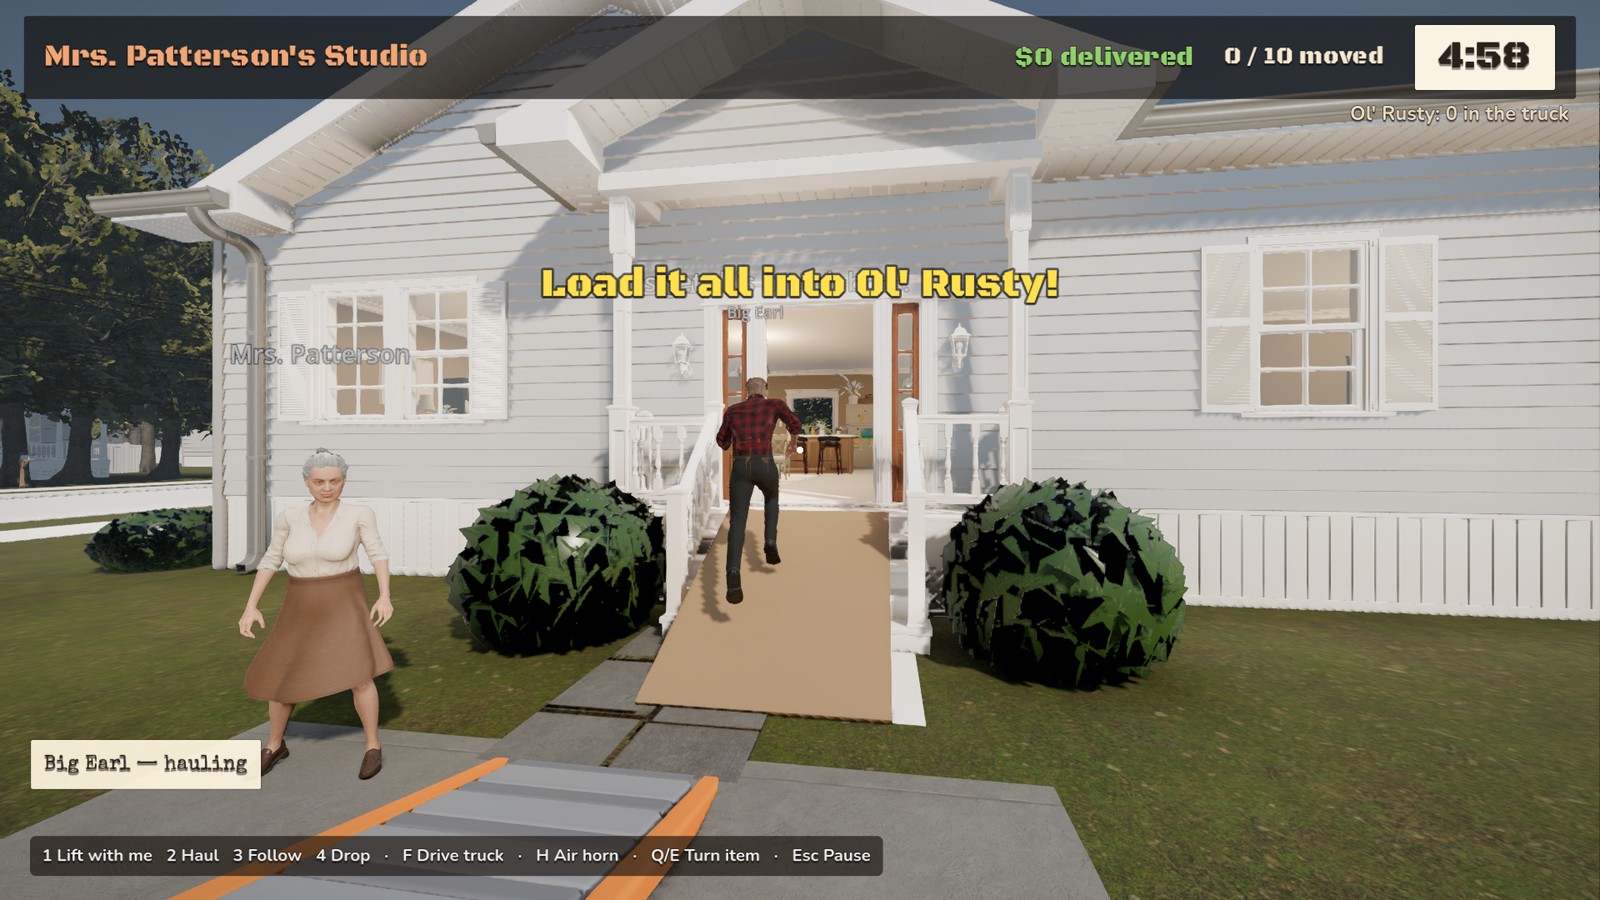 Mrs. Patterson's Studio
$0 delivered
0 / 10 moved
4:58
Ol' Rusty: 0 in the truck
Load it all into Ol' Rusty!
Big Earl
Mrs. Patterson
Big Earl — hauling
1 Lift with me 2 Haul 3 Follow 4 Drop · F Drive truck · H Air horn · Q/E Turn item · Esc Pause